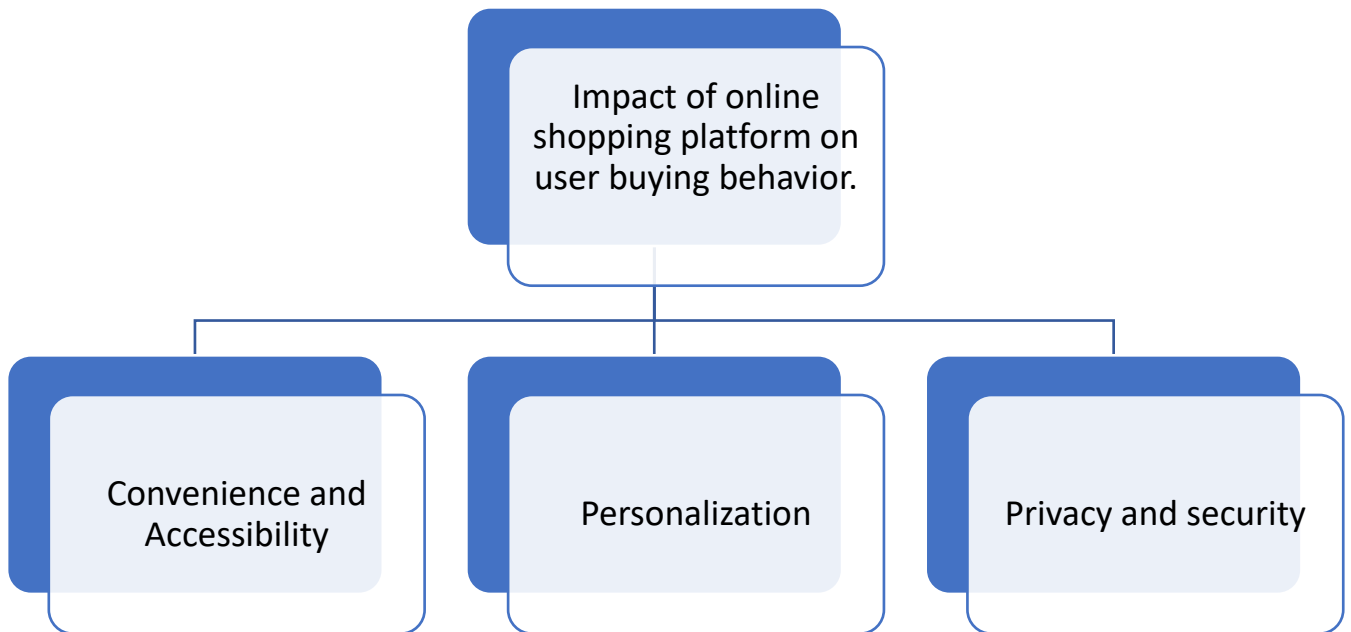 Impact of online
shopping platform on
user buying behavior.
Convenience and
Accessibility
Personalization
Privacy and security